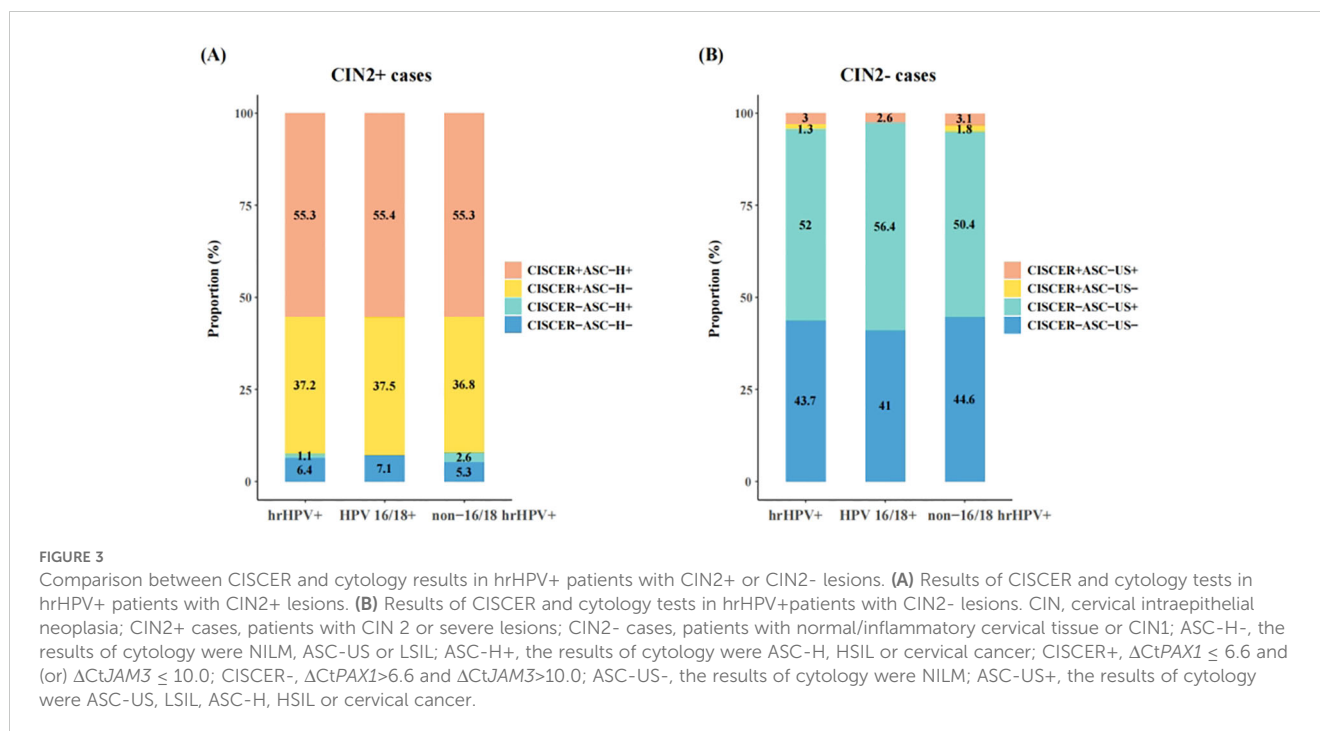 (A)
CIN2+ cases
Proportion (%)
100
75
50
25
0
55.3
55.4
55.3
37.2
37.5
36.8
1.1
2.6
6.4
7.1
5.3
hrHPV+
HPV 16/18+
non−16/18 hrHPV+
CISCER+ASC−H+
CISCER+ASC−H−
CISCER−ASC−H+
CISCER−ASC−H−
(B)
CIN2- cases
Proportion (%)
100
75
50
25
0
3
2.6
3.1
1.3
1.8
52
56.4
50.4
43.7
41
44.6
hrHPV+
HPV 16/18+
non−16/18 hrHPV+
CISCER+ASC−US+
CISCER+ASC−US−
CISCER−ASC−US+
CISCER−ASC−US−
FIGURE 3
Comparison between CISCER and cytology results in hrHPV+ patients with CIN2+ or CIN2- lesions. (A) Results of CISCER and cytology tests in
hrHPV+ patients with CIN2+ lesions. (B) Results of CISCER and cytology tests in hrHPV+patients with CIN2- lesions. CIN, cervical intraepithelial
neoplasia; CIN2+ cases, patients with CIN 2 or severe lesions; CIN2- cases, patients with normal/inflammatory cervical tissue or CIN1; ASC-H-, the
results of cytology were NILM, ASC-US or LSIL; ASC-H+, the results of cytology were ASC-H, HSIL or cervical cancer; CISCER+, ΔCtPAX1 ≤ 6.6 and
(or) ΔCtJAM3 ≤ 10.0; CISCER-, ΔCtPAX1>6.6 and ΔCtJAM3>10.0; ASC-US-, the results of cytology were NILM; ASC-US+, the results of cytology
were ASC-US, LSIL, ASC-H, HSIL or cervical cancer.